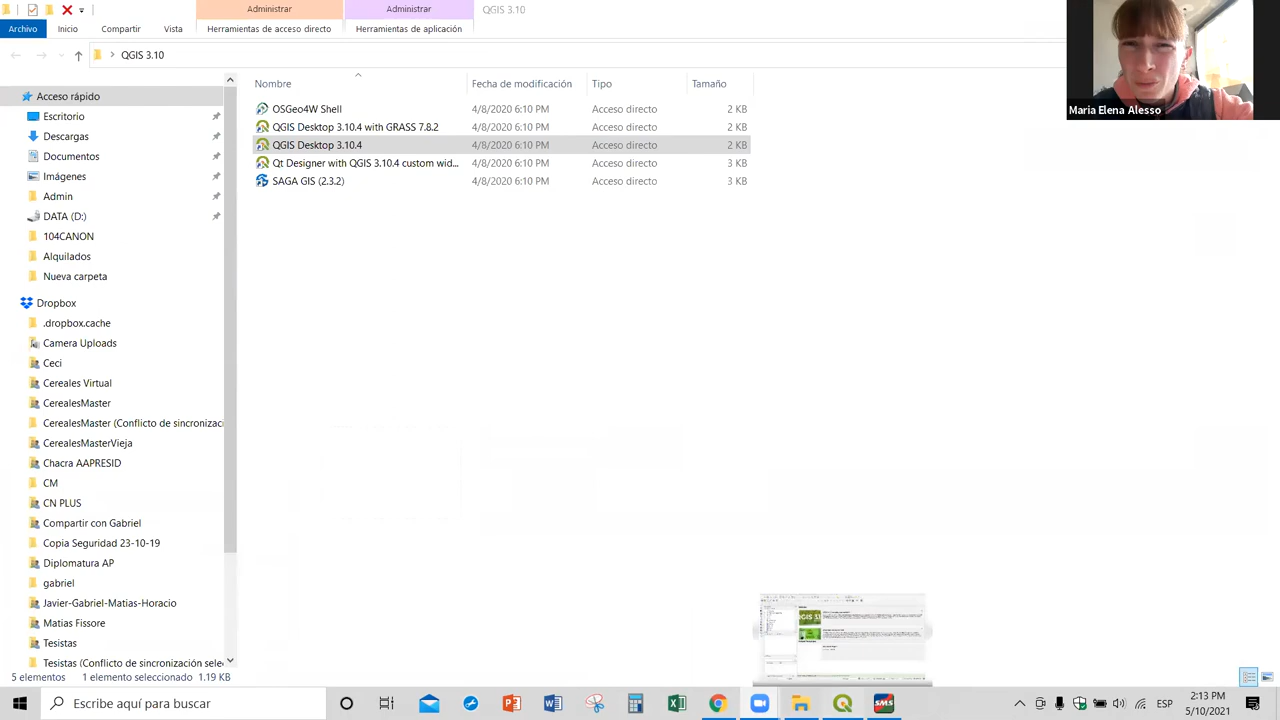 Administrar
Administrar
QGIS 3.10
Archivo
Inicio
Compartir
Vista
Herramientas de acceso directo
Herramientas de aplicación
QGIS 3.10
Maria Elena Alesso
Nombre
Fecha de modificación
Tipo
Tamaño
OSGeo4W Shell 4/8/2020 6:10 PM Acceso directo 2 KB
QGIS Desktop 3.10.4 with GRASS 7.8.2 4/8/2020 6:10 PM Acceso directo 2 KB
QGIS Desktop 3.10.4 4/8/2020 6:10 PM Acceso directo 2 KB
Qt Designer with QGIS 3.10.4 custom wid... 4/8/2020 6:10 PM Acceso directo 3 KB
SAGA GIS (2.3.2) 4/8/2020 6:10 PM Acceso directo 3 KB
Acceso rápido
Escritorio
Descargas
Documentos
Imágenes
Admin
DATA (D:)
104CANON
Alquilados
Nueva carpeta
Dropbox
.dropbox.cache
Camera Uploads
Ceci
Cereales Virtual
CerealesMaster
CerealesMaster (Conflicto de sincronizaci
CerealesMasterVieja
Chacra AAPRESID
CM
CN PLUS
Compartir con Gabriel
Copia Seguridad 23-10-19
Diplomatura AP
gabriel
Javier-Gabriel-Matias-Horacio
Matias Fissore
Tesistas
Tesistas (Conflicto de sincronización sele
5 elementos
1 elemento seleccionado 1.19 KB
Escribe aquí para buscar
SMS
ESP
2:13 PM
5/10/2021